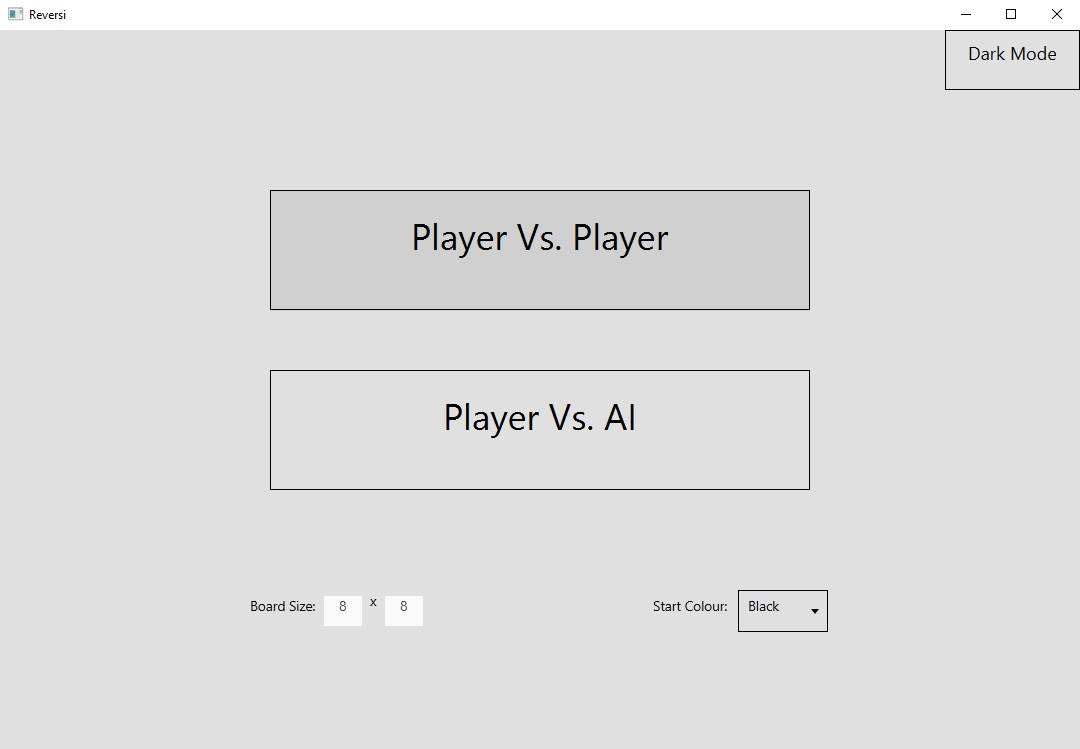 Reversi
Dark Mode
Player Vs. Player
Player Vs. AI
Board Size: 8 x 8
Start Colour: Black